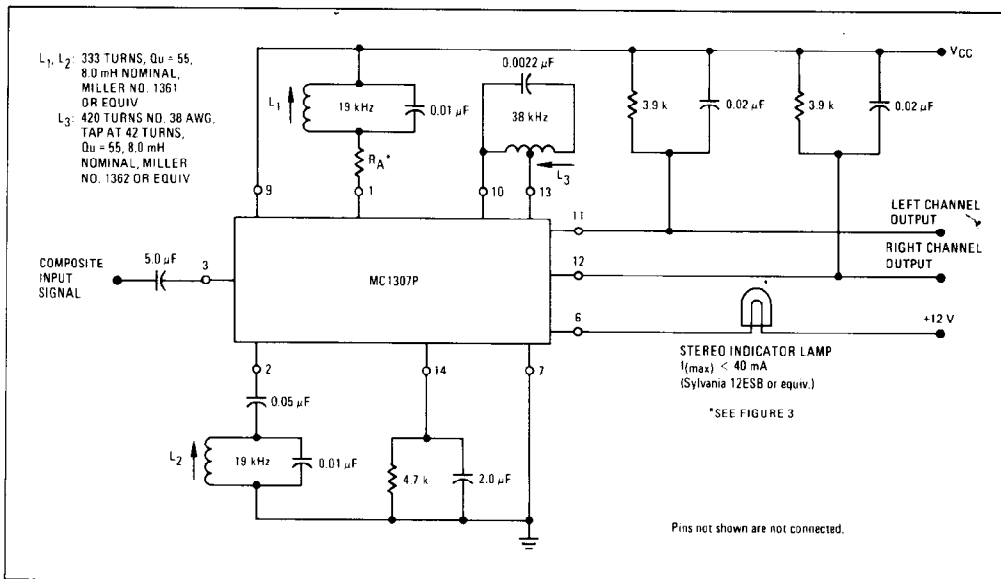 L1, L2: 333 TURNS, Qu = 55,
8.0 mH NOMINAL,
MILLER NO. 1361
OR EQUIV
L3: 420 TURNS NO. 38 AWG,
TAP AT 42 TURNS,
Qu = 55, 8.0 mH
NOMINAL, MILLER
NO. 1362 OR EQUIV
L1
19 kHz
0.01 µF
RA*
0.0022 µF
38 kHz
L3
3.9 k
0.02 µF
3.9 k
0.02 µF
VCC
9
1
10
13
11
LEFT CHANNEL
OUTPUT
12
RIGHT CHANNEL
OUTPUT
COMPOSITE
INPUT
SIGNAL
5.0 µF
3
MC1307P
6
+12 V
STEREO INDICATOR LAMP
I(max) < 40 mA
(Sylvania 12ESB or equiv.)
*SEE FIGURE 3
2
14
7
0.05 µF
L2
19 kHz
0.01 µF
4.7 k
2.0 µF
Pins not shown are not connected.